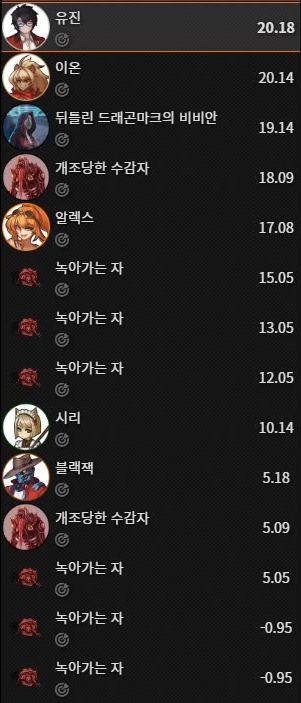 유진
20.18
이온
20.14
뒤틀린 드래곤마크의 비비안
19.14
개조당한 수감자
18.09
알렉스
17.08
녹아가는 자
15.05
녹아가는 자
13.05
녹아가는 자
12.05
시리
10.14
블랙잭
5.18
개조당한 수감자
5.09
녹아가는 자
5.05
녹아가는 자
-0.95
녹아가는 자
-0.95